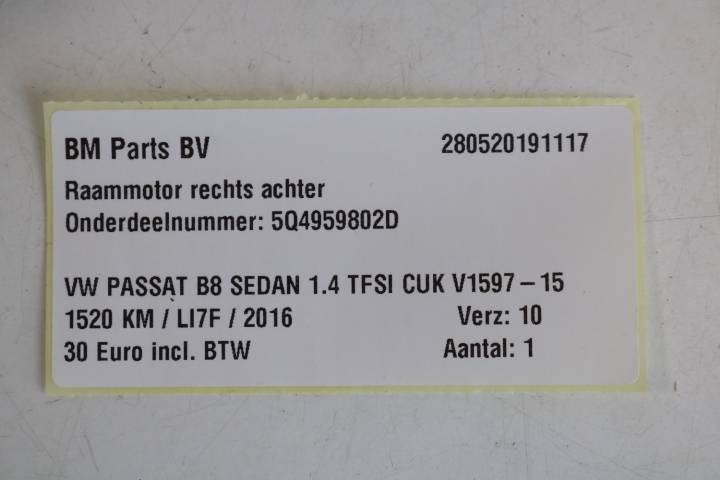 BM Parts BV 280520191117
Raammotor rechts achter
Onderdeelnummer: 5Q4959802D
VW PASSAT B8 SEDAN 1.4 TFSI CUK V1597 – 15
1520 KM / LI7F / 2016 Verz: 10
30 Euro incl. BTW Aantal: 1